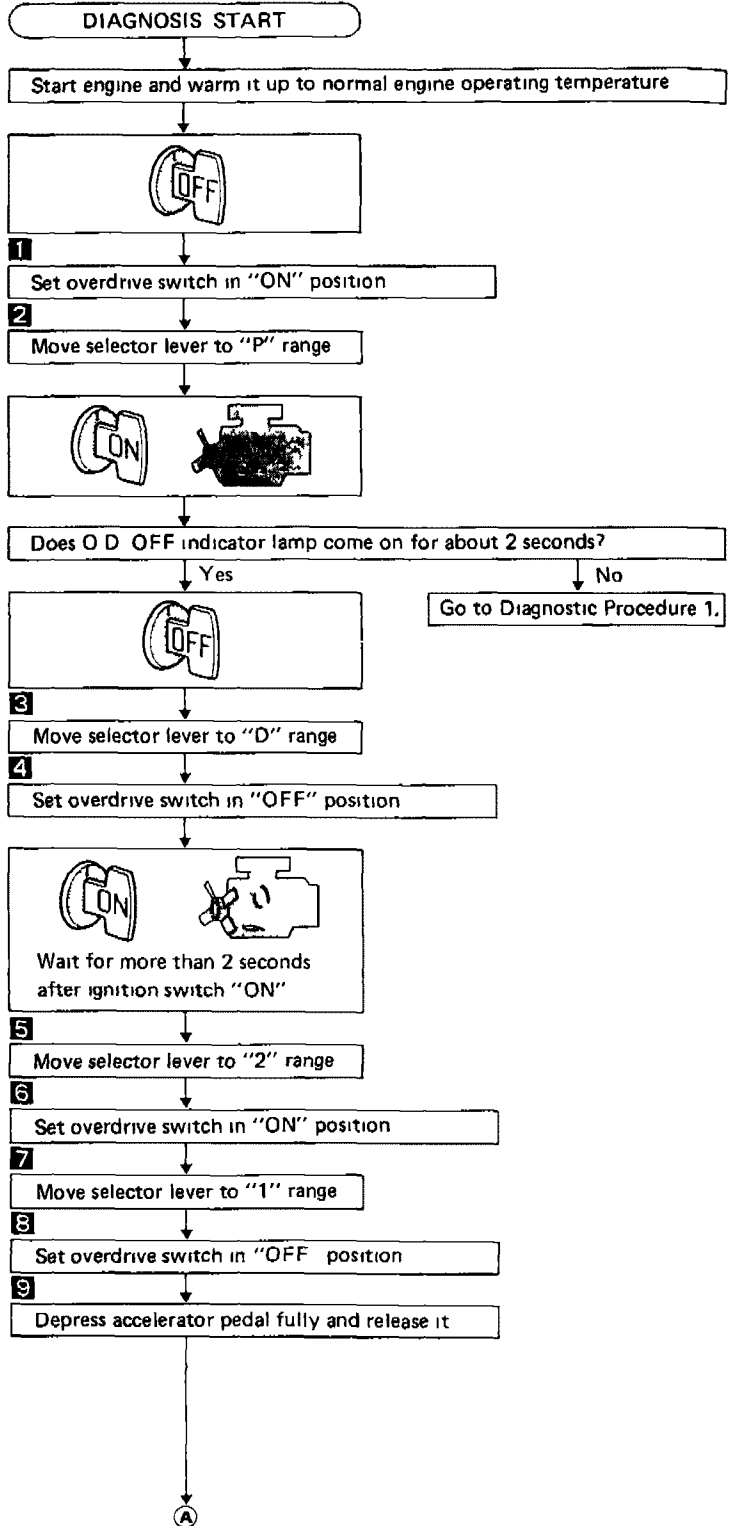 DIAGNOSIS START
Start engine and warm it up to normal engine operating temperature
OFF
1
Set overdrive switch in "ON" position
2
Move selector lever to "P" range
ON
Does O D OFF indicator lamp come on for about 2 seconds?
Yes
No
OFF
Go to Diagnostic Procedure 1.
3
Move selector lever to "D" range
4
Set overdrive switch in "OFF" position
ON
Wait for more than 2 seconds
after ignition switch "ON"
5
Move selector lever to "2" range
6
Set overdrive switch in "ON" position
7
Move selector lever to "1" range
8
Set overdrive switch in "OFF position
9
Depress accelerator pedal fully and release it
A